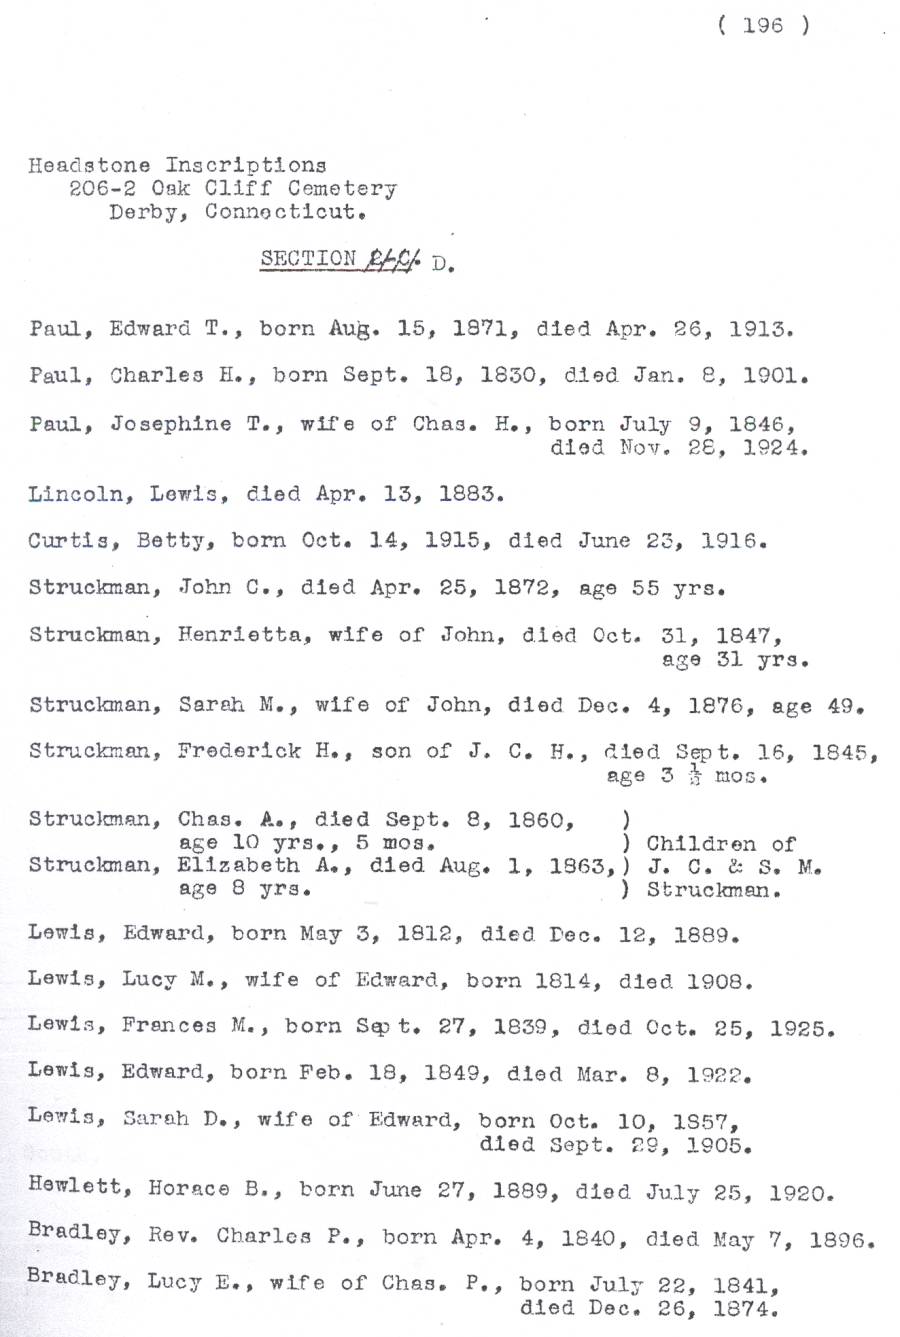 ( 196 )
Headstone Inscriptions
206-2 Oak Cliff Cemetery
Derby, Connecticut.
SECTION D.
Paul, Edward T., born Aug. 15, 1871, died Apr. 26, 1913.
Paul, Charles H., born Sept. 18, 1830, died Jan. 8, 1901.
Paul, Josephine T., wife of Chas. H., born July 9, 1846,
died Nov. 28, 1924.
Lincoln, Lewis, died Apr. 13, 1883.
Curtis, Betty, born Oct. 14, 1915, died June 23, 1916.
Struckman, John C., died Apr. 25, 1872, age 55 yrs.
Struckman, Henrietta, wife of John, died Oct. 31, 1847,
age 31 yrs.
Struckman, Sarah M., wife of John, died Dec. 4, 1876, age 49.
Struckman, Frederick H., son of J. C. H., died Sept. 16, 1845,
age 3 ½ mos.
Struckman, Chas. A., died Sept. 8, 1860, )
age 10 yrs., 5 mos. ) Children of
Struckman, Elizabeth A., died Aug. 1, 1863,) J. C. & S. M.
age 8 yrs. ) Struckman.
Lewis, Edward, born May 3, 1812, died Dec. 12, 1889.
Lewis, Lucy M., wife of Edward, born 1814, died 1908.
Lewis, Frances M., born Sept. 27, 1839, died Oct. 25, 1925.
Lewis, Edward, born Feb. 18, 1849, died Mar. 8, 1922.
Lewis, Sarah D., wife of Edward, born Oct. 10, 1857,
died Sept. 29, 1905.
Hewlett, Horace B., born June 27, 1889, died July 25, 1920.
Bradley, Rev. Charles P., born Apr. 4, 1840, died May 7, 1896.
Bradley, Lucy E., wife of Chas. P., born July 22, 1841,
died Dec. 26, 1874.